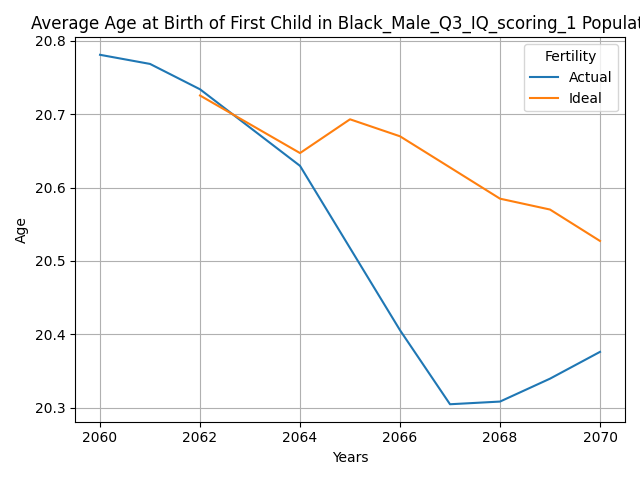 Average Age at Birth of First Child in Black_Male_Q3_IQ_scoring_1 Populat
20.8
20.7
20.6
20.5
20.4
20.3
Age
Fertility
Actual
Ideal
2060 2062 2064 2066 2068 2070
Years